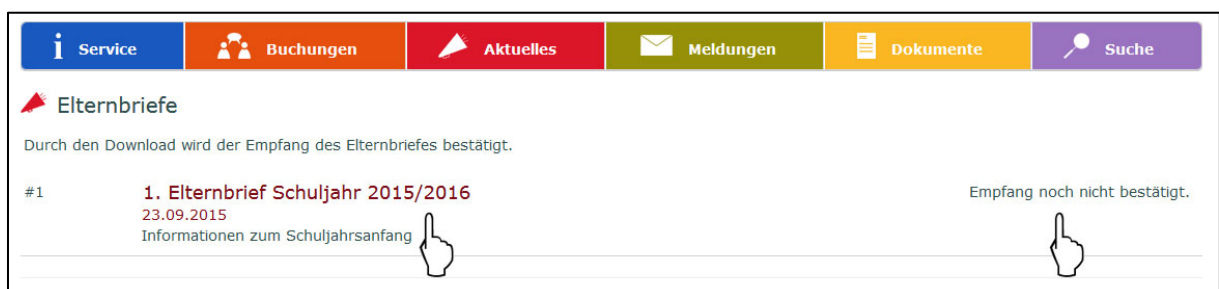 Service Buchungen Aktuelles Meldungen Dokumente Suche
Elternbriefe
Durch den Download wird der Empfang des Elternbriefes bestätigt.
#1 1. Elternbrief Schuljahr 2015/2016 Empfang noch nicht bestätigt.
23.09.2015
Informationen zum Schuljahrsanfang